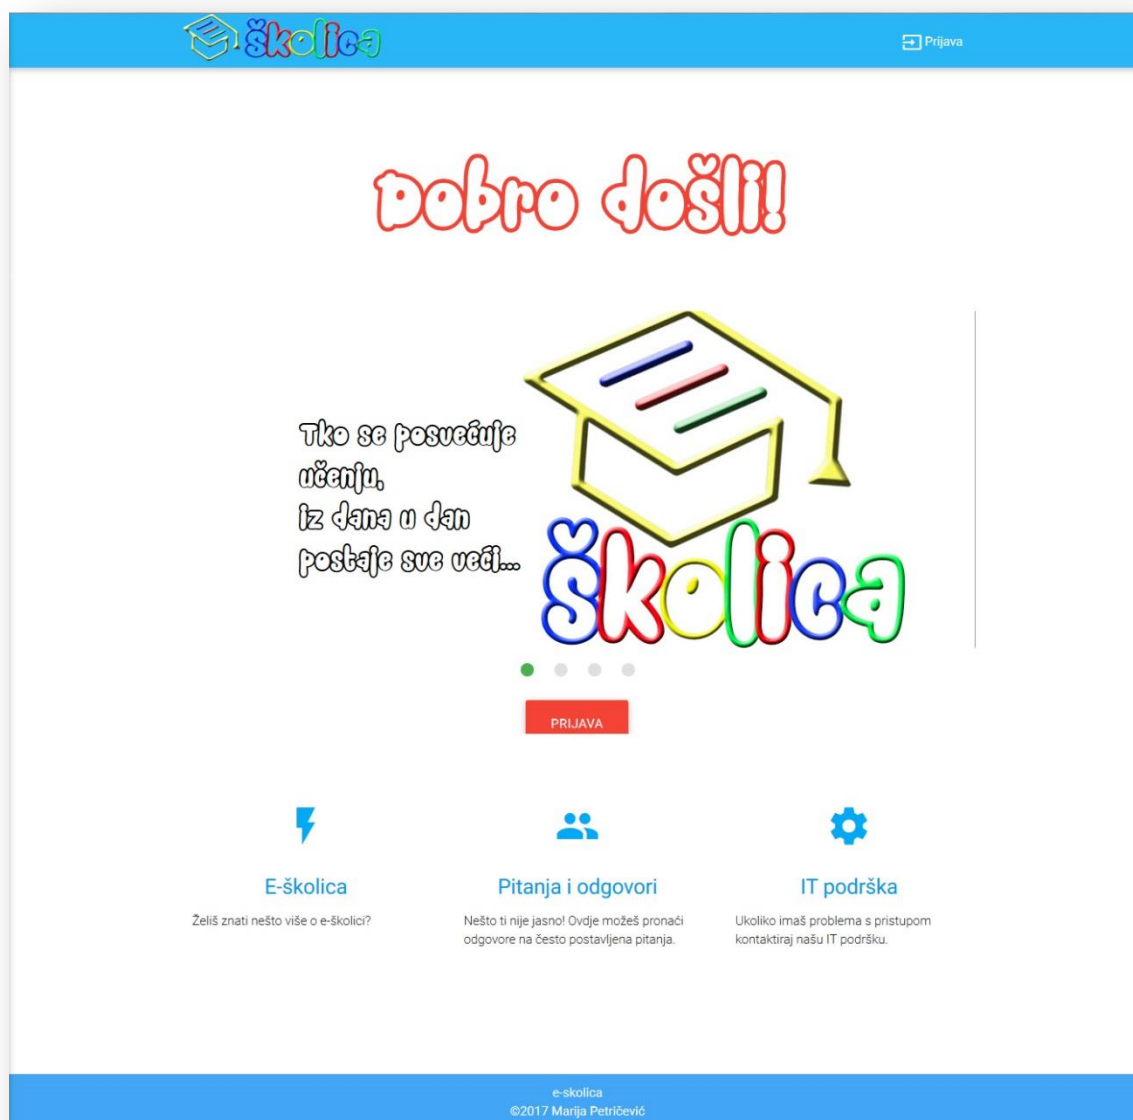 školica
Prijava
Dobro došli!
Tko se posvećuje
učenju,
iz dana u dan
postaje sve veći...
školica
PRIJAVA
E-školica
Želiš znati nešto više o e-školici?
Pitanja i odgovori
Nešto ti nije jasno! Ovdje možeš pronaći
odgovore na često postavljena pitanja.
IT podrška
Ukoliko imaš problema s pristupom
kontaktiraj našu IT podršku.
e-skolica
©2017 Marija Petričević